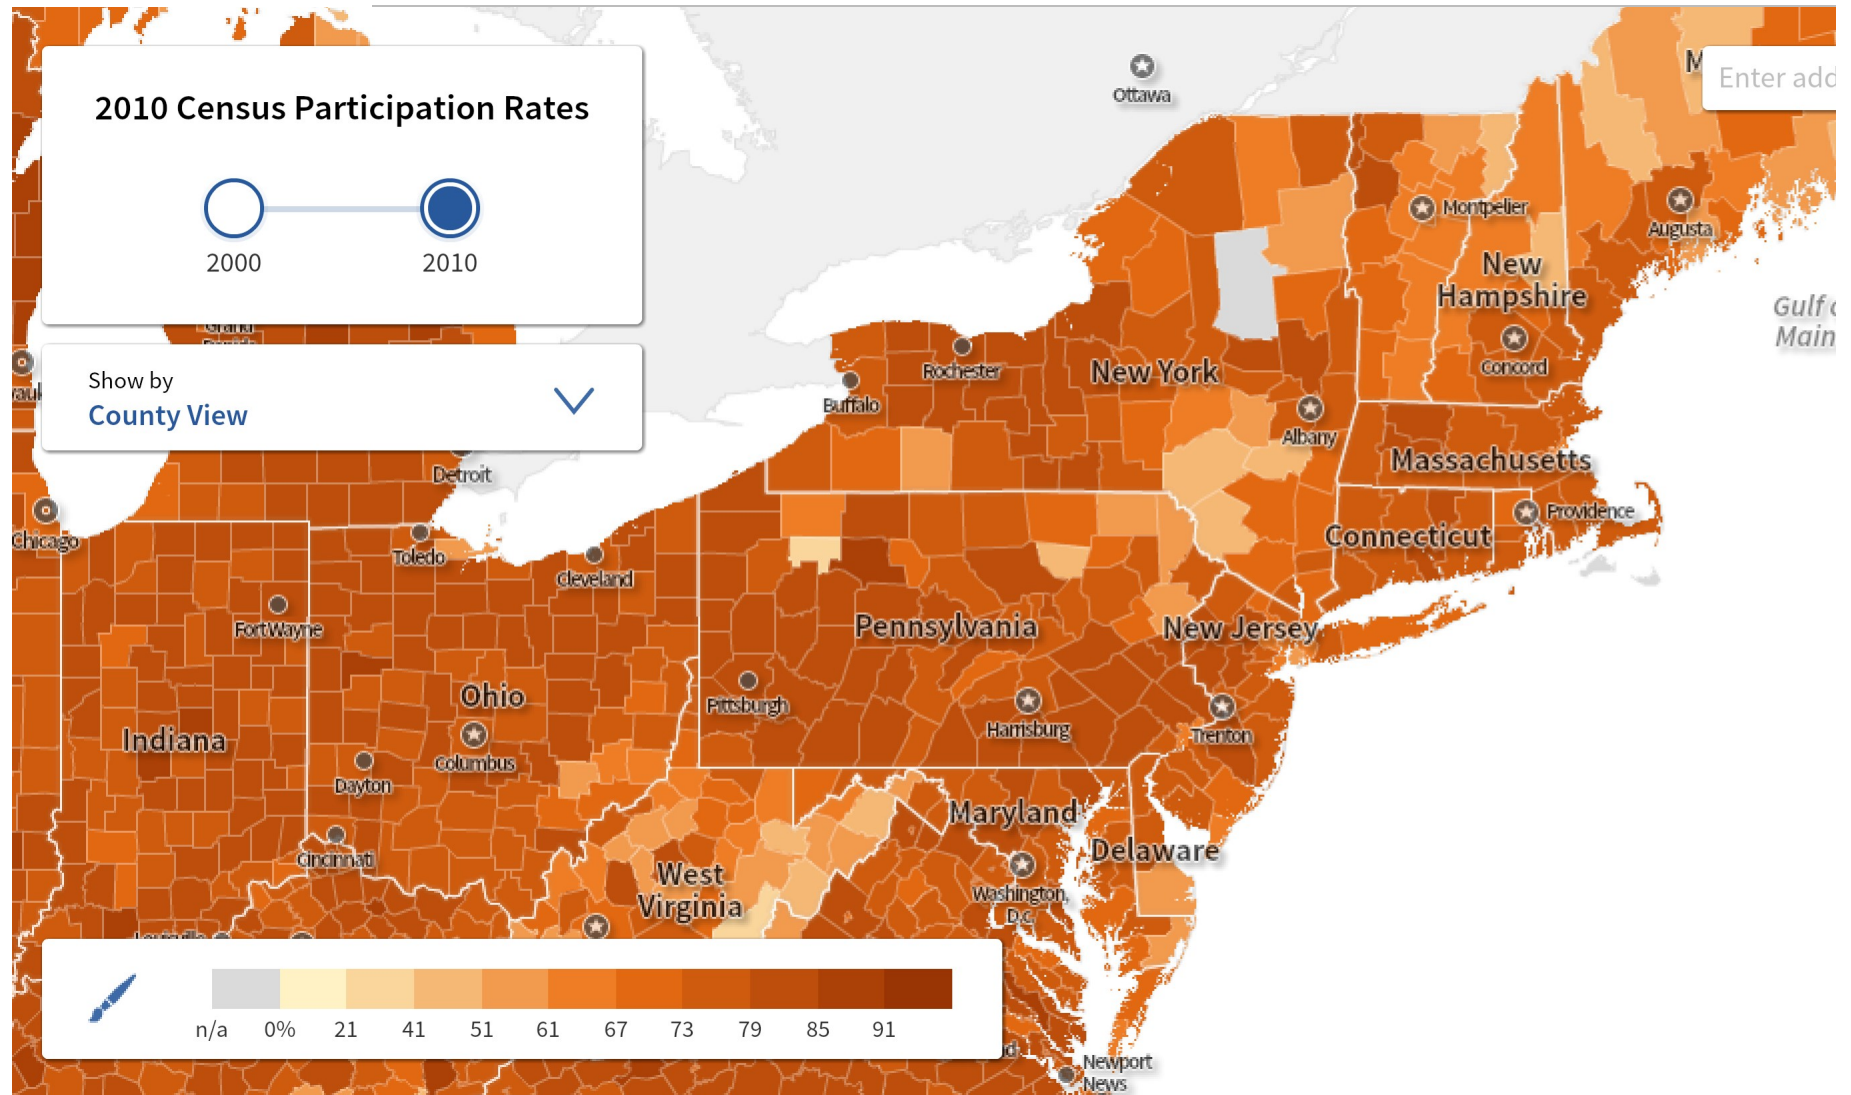 2010 Census Participation Rates
2000
2010
Show by
County View
n/a
0%
21
41
51
61
67
73
79
85
91
Enter add
Ottawa
Montpelier
Augusta
New
Hampshire
Gulf
Concord
Rochester
New York
Buffalo
Albany
Massachusetts
Detroit
Chicago
Toledo
Cleveland
Connecticut
Providence
Fort Wayne
Pennsylvania
New Jersey
Ohio
Pittsburgh
Harrisburg
Trenton
Indiana
Columbus
Dayton
Maryland
Cincinnati
Delaware
West
Virginia
Washington,
D.c.
Newport
News